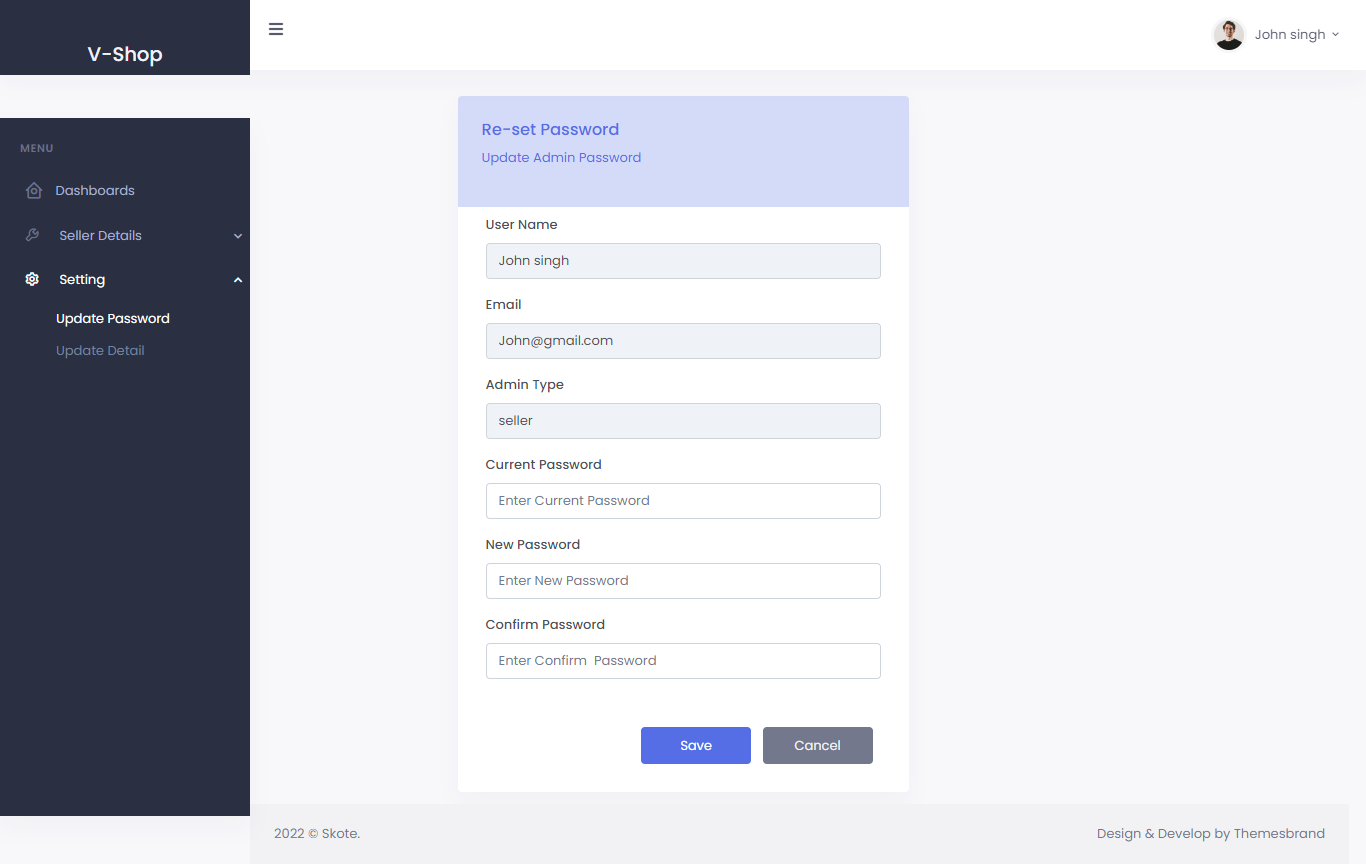 V-Shop
John singh
MENU
Dashboards
Seller Details
Setting
Update Password
Update Detail
Re-set Password
Update Admin Password
User Name
John singh
Email
John@gmail.com
Admin Type
seller
Current Password
Enter Current Password
New Password
Enter New Password
Confirm Password
Enter Confirm  Password
Save Cancel
2022 © Skote. Design & Develop by Themesbrand